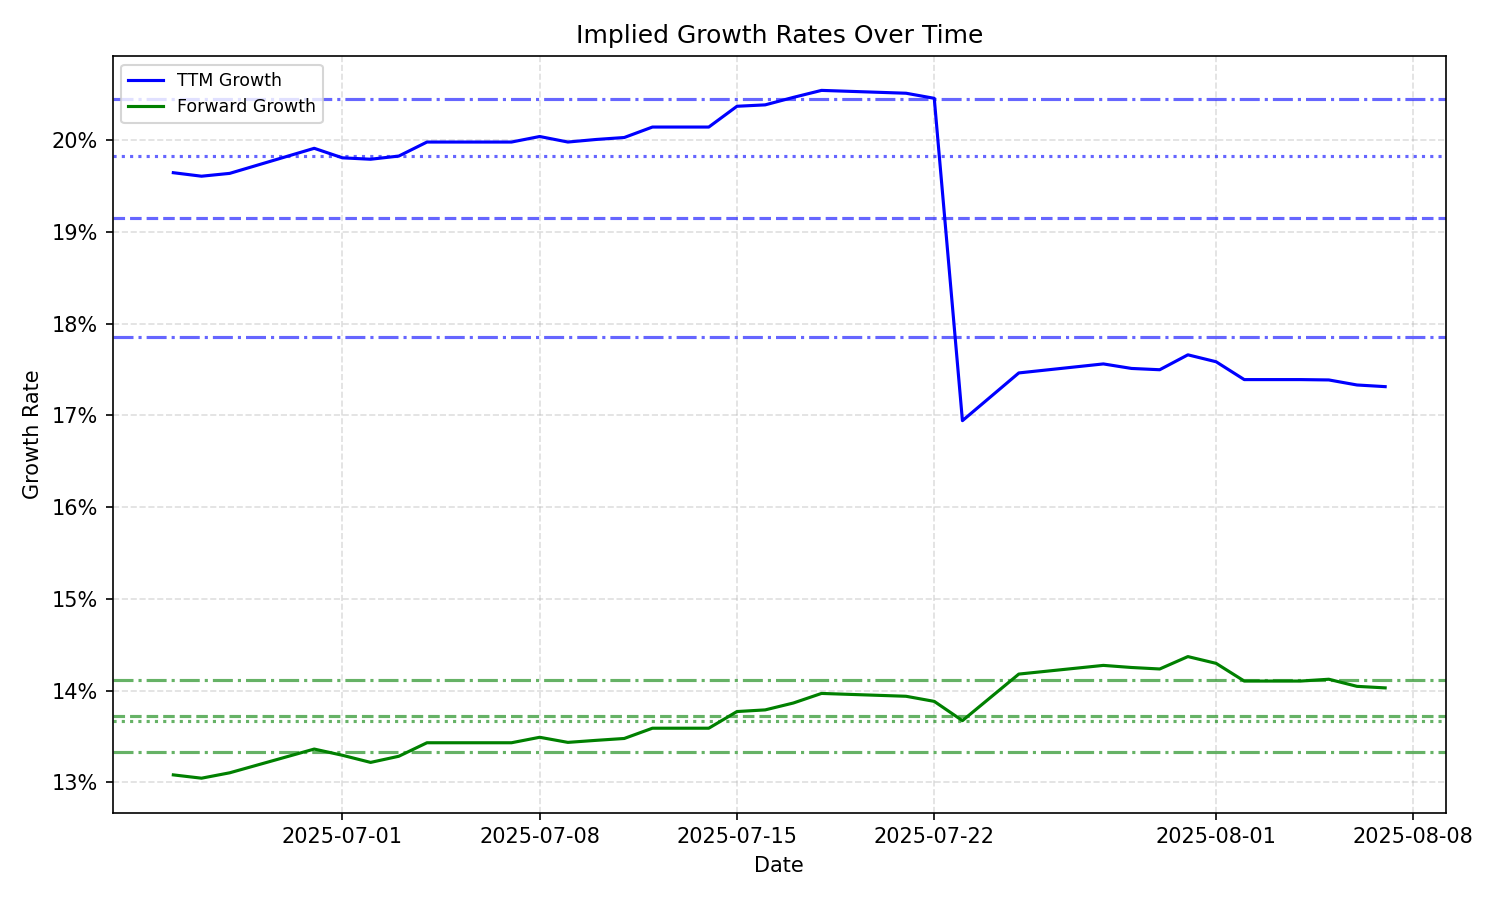 Implied Growth Rates Over Time
TTM Growth
Forward Growth
20%
19%
18%
17%
16%
15%
14%
13%
Growth Rate
2025-07-01
2025-07-08
2025-07-15
2025-07-22
2025-08-01
2025-08-08
Date